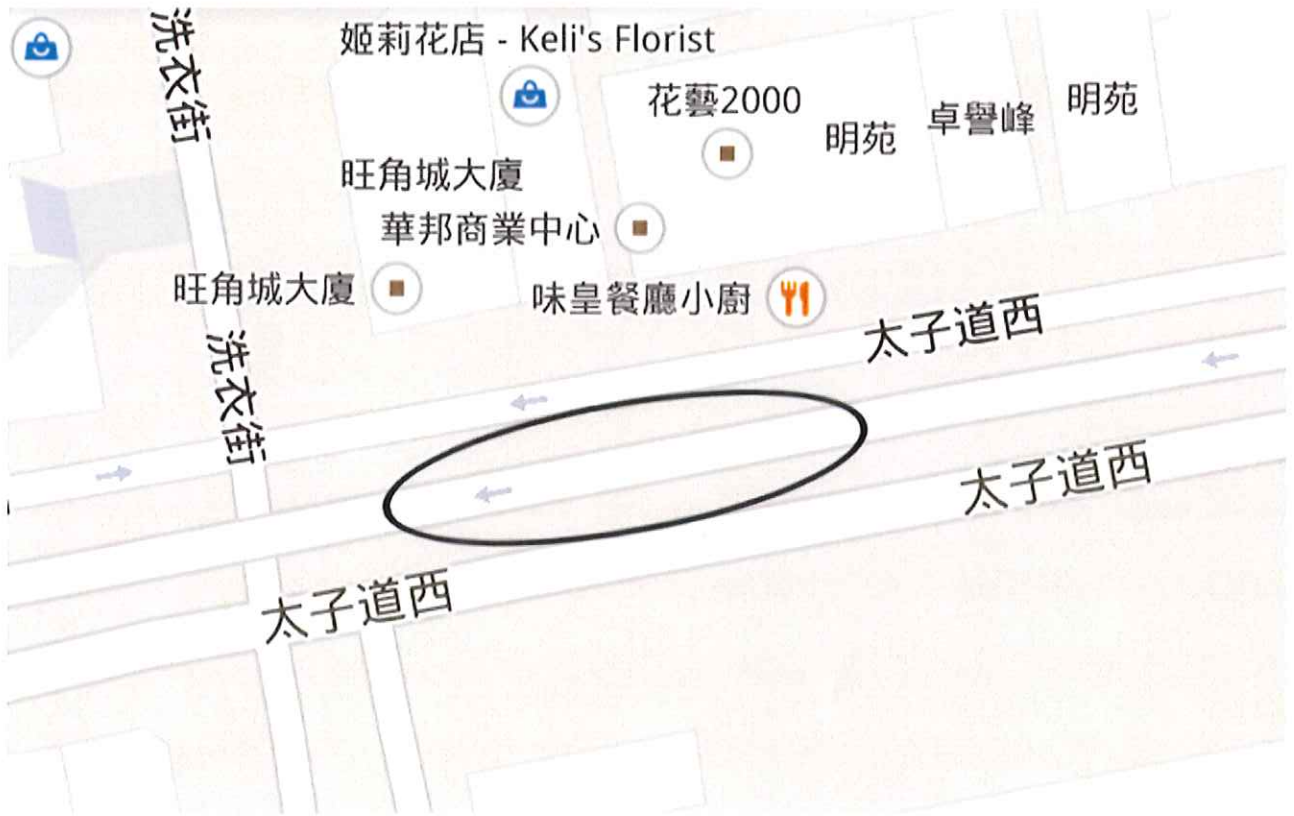 洗衣街
姬莉花店 - Keli's Florist
花藝2000
明苑
卓譽峰
明苑
旺角城大廈
華邦商業中心
旺角城大廈
味皇餐廳小廚
太子道西
洗衣街
太子道西
太子道西